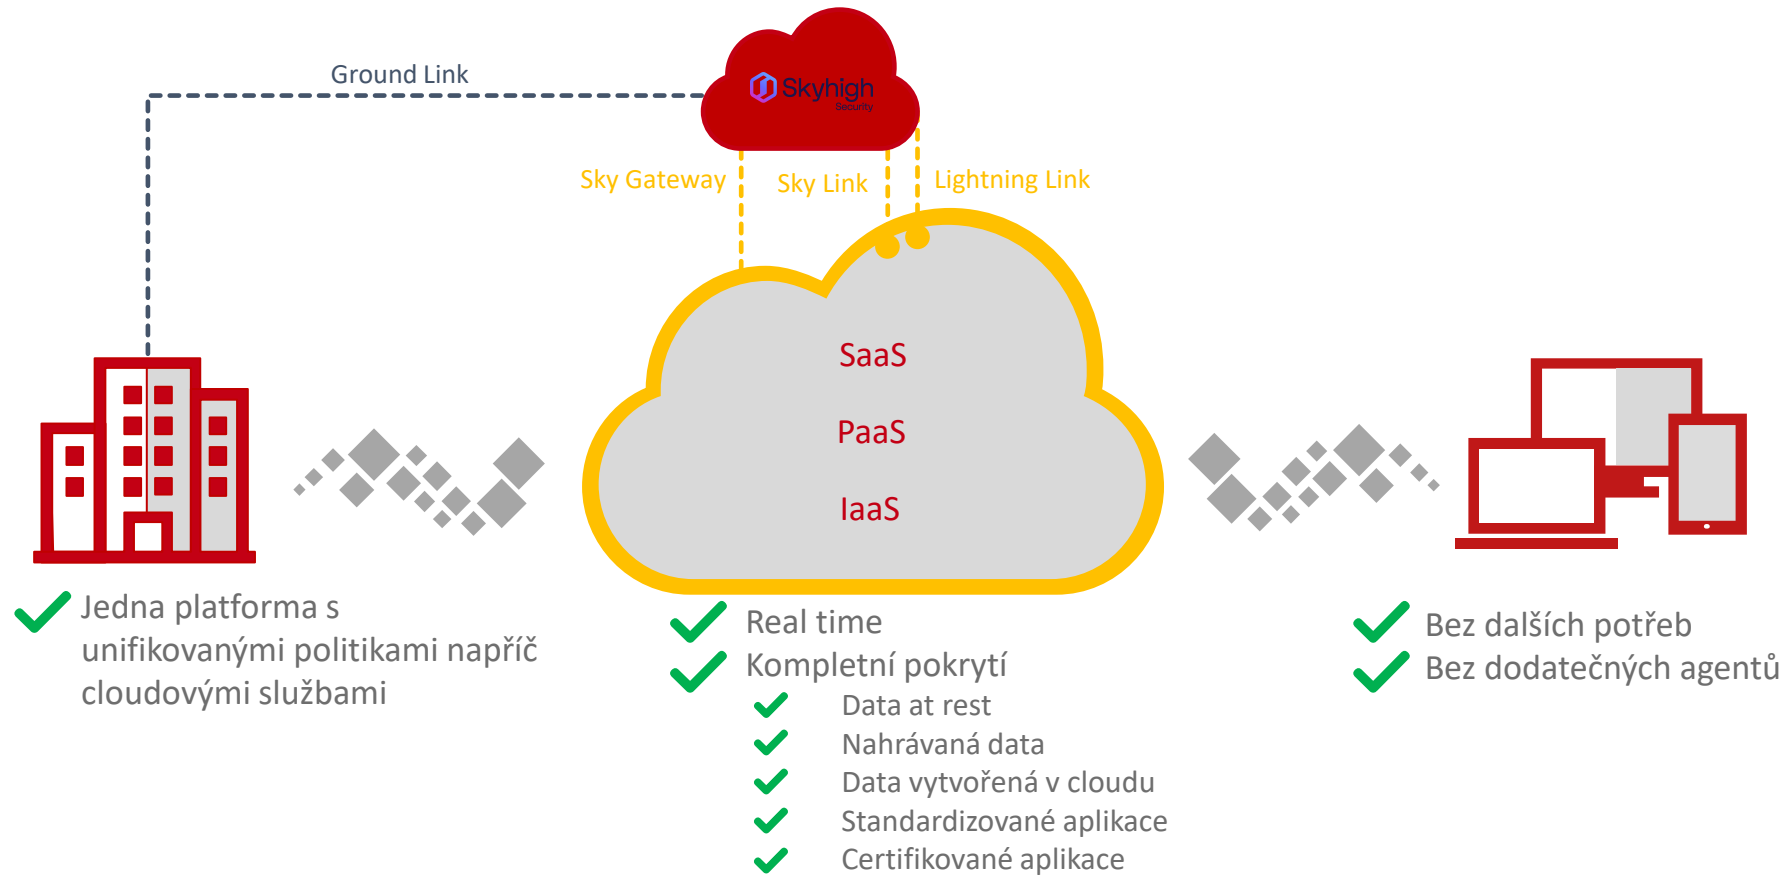 Ground Link
Skyhigh
Security
Sky Gateway
Sky Link
Lightning Link
SaaS
PaaS
IaaS
Jedna platforma s
unifikovanými politikami napříč
cloudovými službami
Real time
Kompletní pokrytí
Data at rest
Nahrávaná data
Data vytvořená v cloudu
Standardizované aplikace
Certifikované aplikace
Bez dalších potřeb
Bez dodatečných agentů